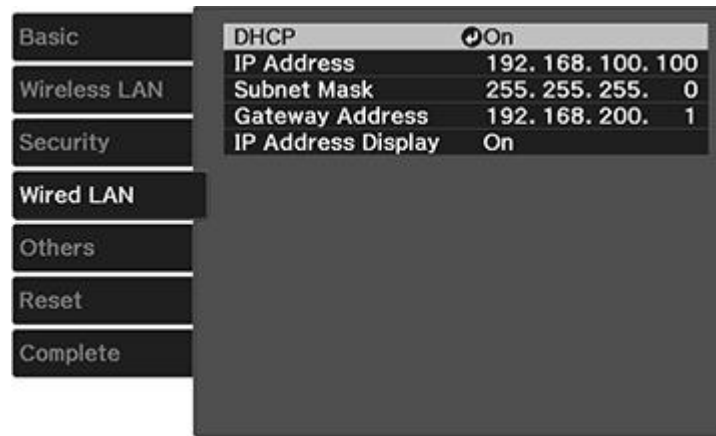 Basic
Wireless LAN
Security
Wired LAN
Others
Reset
Complete
DHCP On
IP Address 192. 168. 100. 100
Subnet Mask 255. 255. 255. 0
Gateway Address 192. 168. 200. 1
IP Address Display On